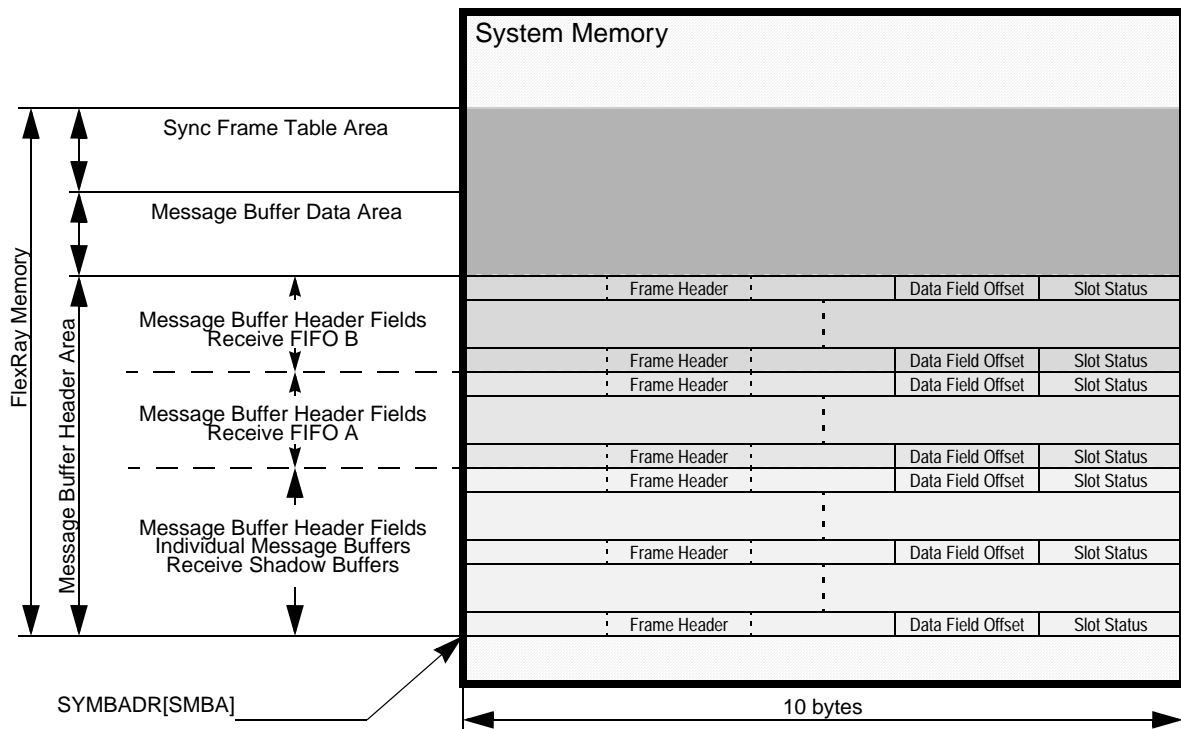 System Memory
Sync Frame Table Area
Message Buffer Data Area
FlexRay Memory
Message Buffer Header Area
Frame Header Data Field Offset Slot Status
Message Buffer Header Fields
Receive FIFO B
Frame Header Data Field Offset Slot Status
Frame Header Data Field Offset Slot Status
Message Buffer Header Fields
Receive FIFO A
Frame Header Data Field Offset Slot Status
Frame Header Data Field Offset Slot Status
Message Buffer Header Fields
Individual Message Buffers
Receive Shadow Buffers
Frame Header Data Field Offset Slot Status
Frame Header Data Field Offset Slot Status
SYMBADR[SMBA]
10 bytes